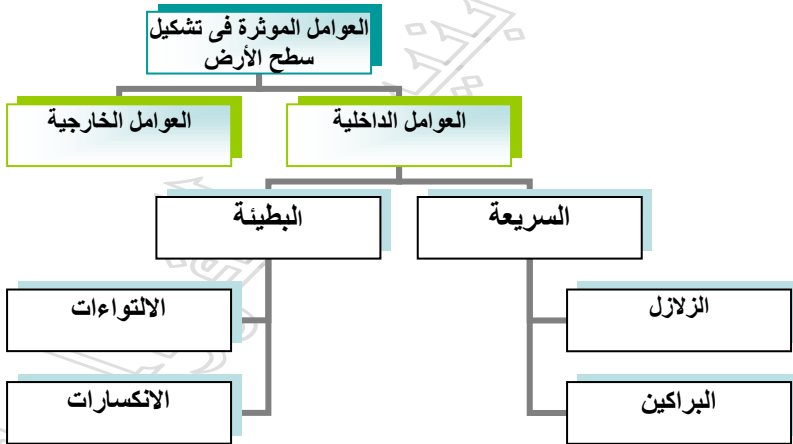 العوامل الموثرة فى تشكيل
سطح الأرض
العوامل الداخلية
العوامل الخارجية
السريعة
البطيئة
الزلازل
الالتواءات
البراكين
الانكسارات